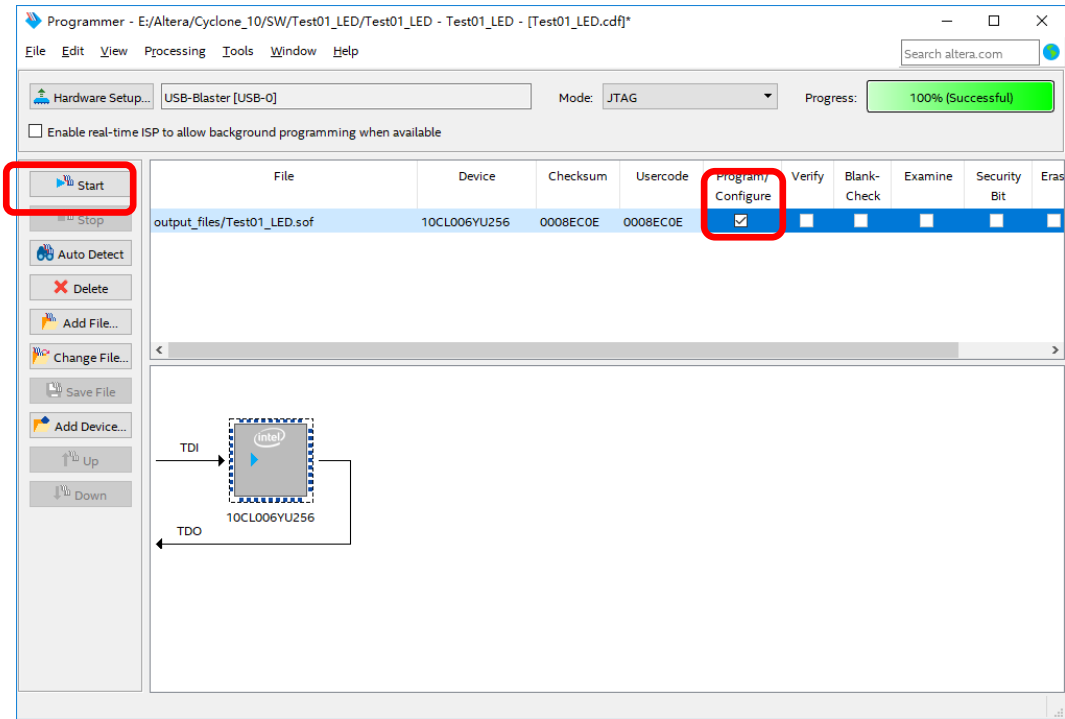 Programmer - E:/Altera/Cyclone_10/SW/Test01_LED/Test01_LED - Test01_LED - [Test01_LED.cdf]*
File Edit View Processing Tools Window Help
Search altera.com
Hardware Setup... USB-Blaster [USB-0] Mode: JTAG Progress: 100% (Successful)
Enable real-time ISP to allow background programming when available
Start
Stop
Auto Detect
Delete
Add File...
Change File...
Save File
Add Device...
Up
Down
File Device Checksum Usercode Program/ Verify Blank- Examine Security Eras
Configure Check Bit
output_files/Test01_LED.sof 10CL006YU256 0008EC0E 0008EC0E
TDI
intel
10CL006YU256
TDO